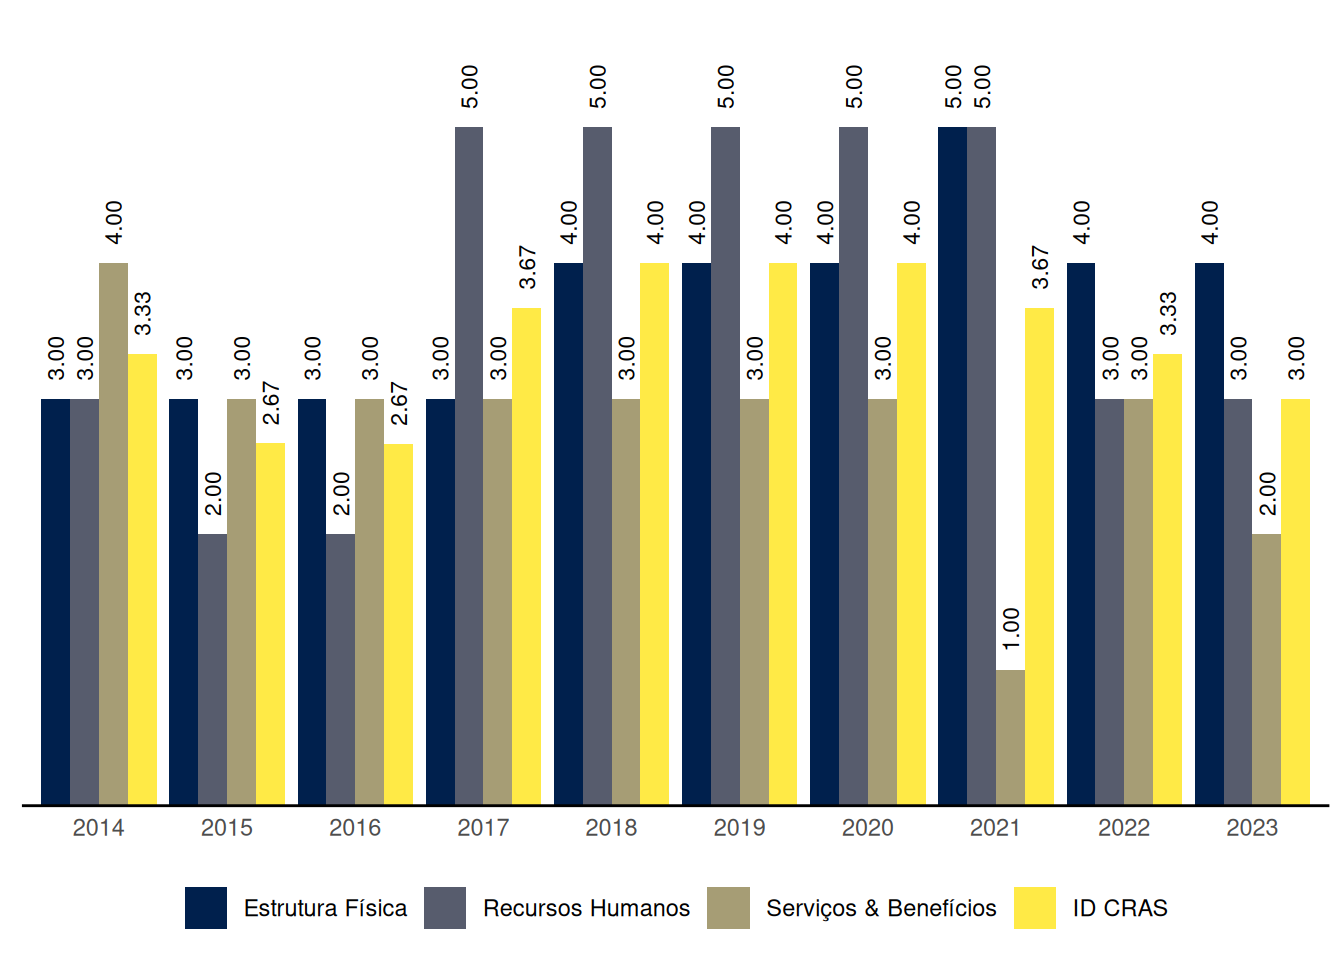 5.00 5.00 5.00 5.00 5.00 5.00
4.00 4.00 4.00 4.00 4.00 4.00 4.00 4.00 4.00
3.67 3.67
3.33 3.33
3.00 3.00 3.00 3.00 3.00 3.00 3.00 3.00 3.00 3.00 3.00 3.00 3.00 3.00 3.00
2.67 2.67
2.00 2.00 2.00
1.00
2014 2015 2016 2017 2018 2019 2020 2021 2022 2023
Estrutura Física Recursos Humanos Serviços & Benefícios ID CRAS